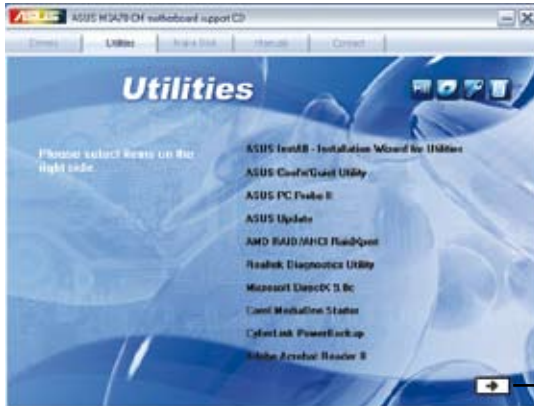 ASUS
ASUS M3A78-CM motherboard support CD
Drivers
Utilities
Make Disk
Manuals
Contact
Utilities
Please select items on the
right side.
ASUS InstAll - Installation Wizard for Utilities
ASUS Cool'n'Quiet Utility
ASUS PC Probe II
ASUS Update
AMD RAID/AHCI RaidXpert
Realtek Diagnostics Utility
Microsoft DirectX 9.0c
Corel MediaOne Starter
CyberLink PowerBackup
Adobe Acrobat Reader 8